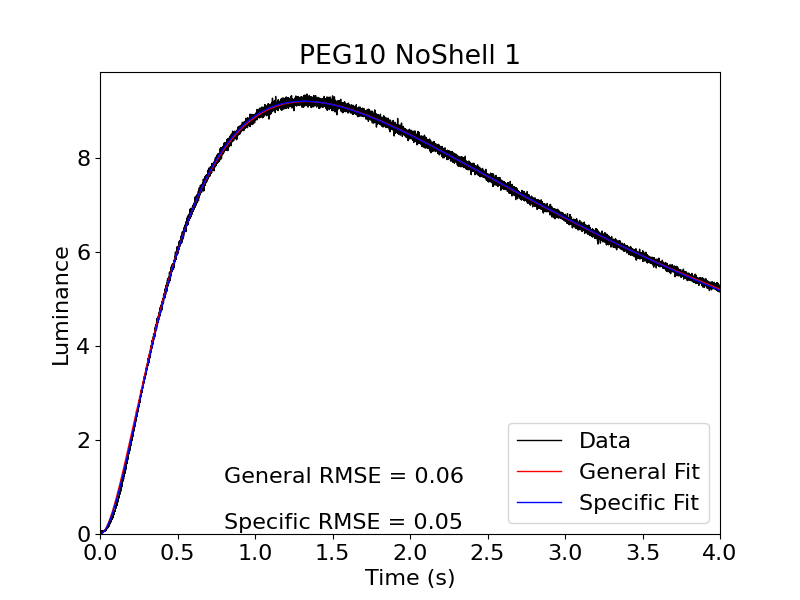 PEG10 NoShell 1
Luminance
8
6
4
2
0
General RMSE = 0.06
Specific RMSE = 0.05
Data
General Fit
Specific Fit
0.0 0.5 1.0 1.5 2.0 2.5 3.0 3.5 4.0
Time (s)